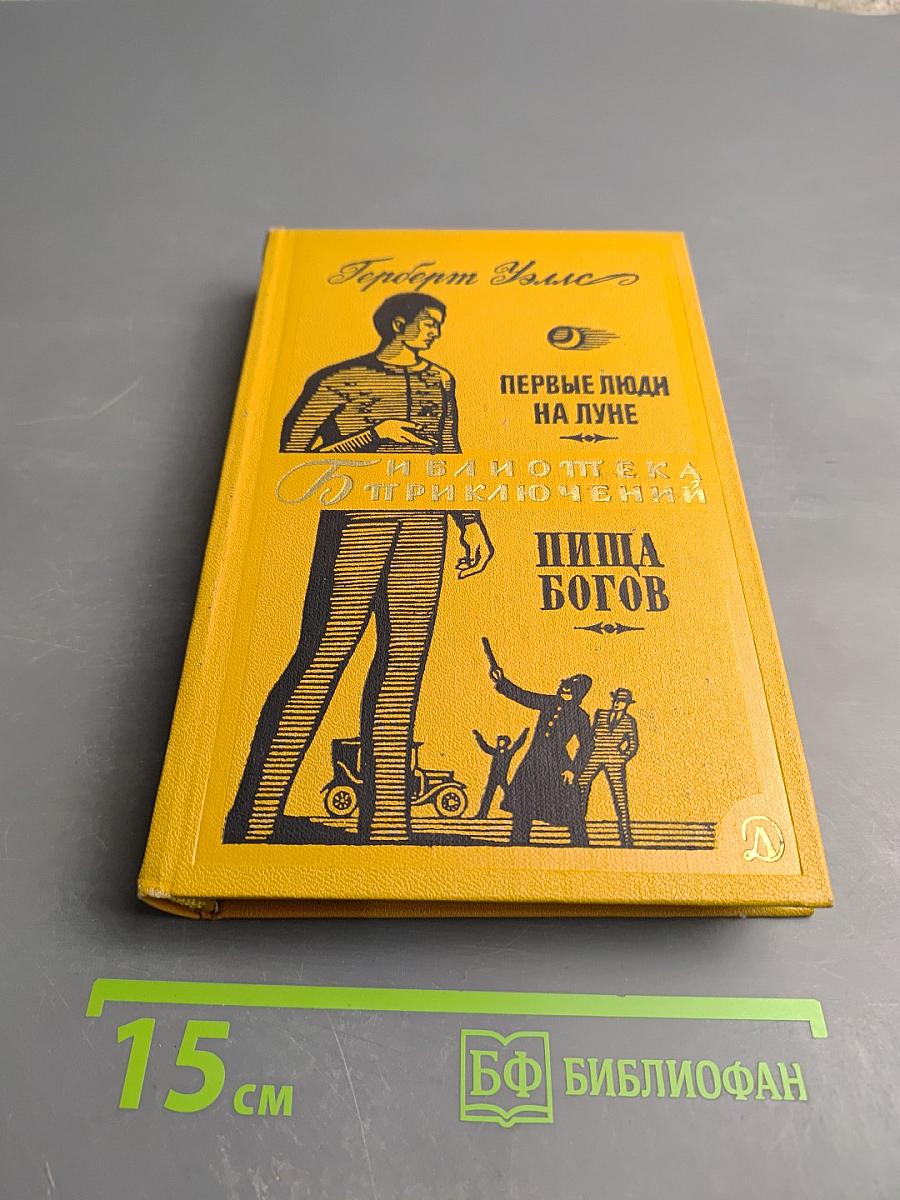 Герберт Уэллс
ПЕРВЫЕ ЛЮДИ
НА ЛУНЕ
БИБЛИОТЕКА
ПРИКЛЮЧЕНИЙ
ПИЩА
БОГОВ
Д
15 см
БФ БИБЛИОФАН